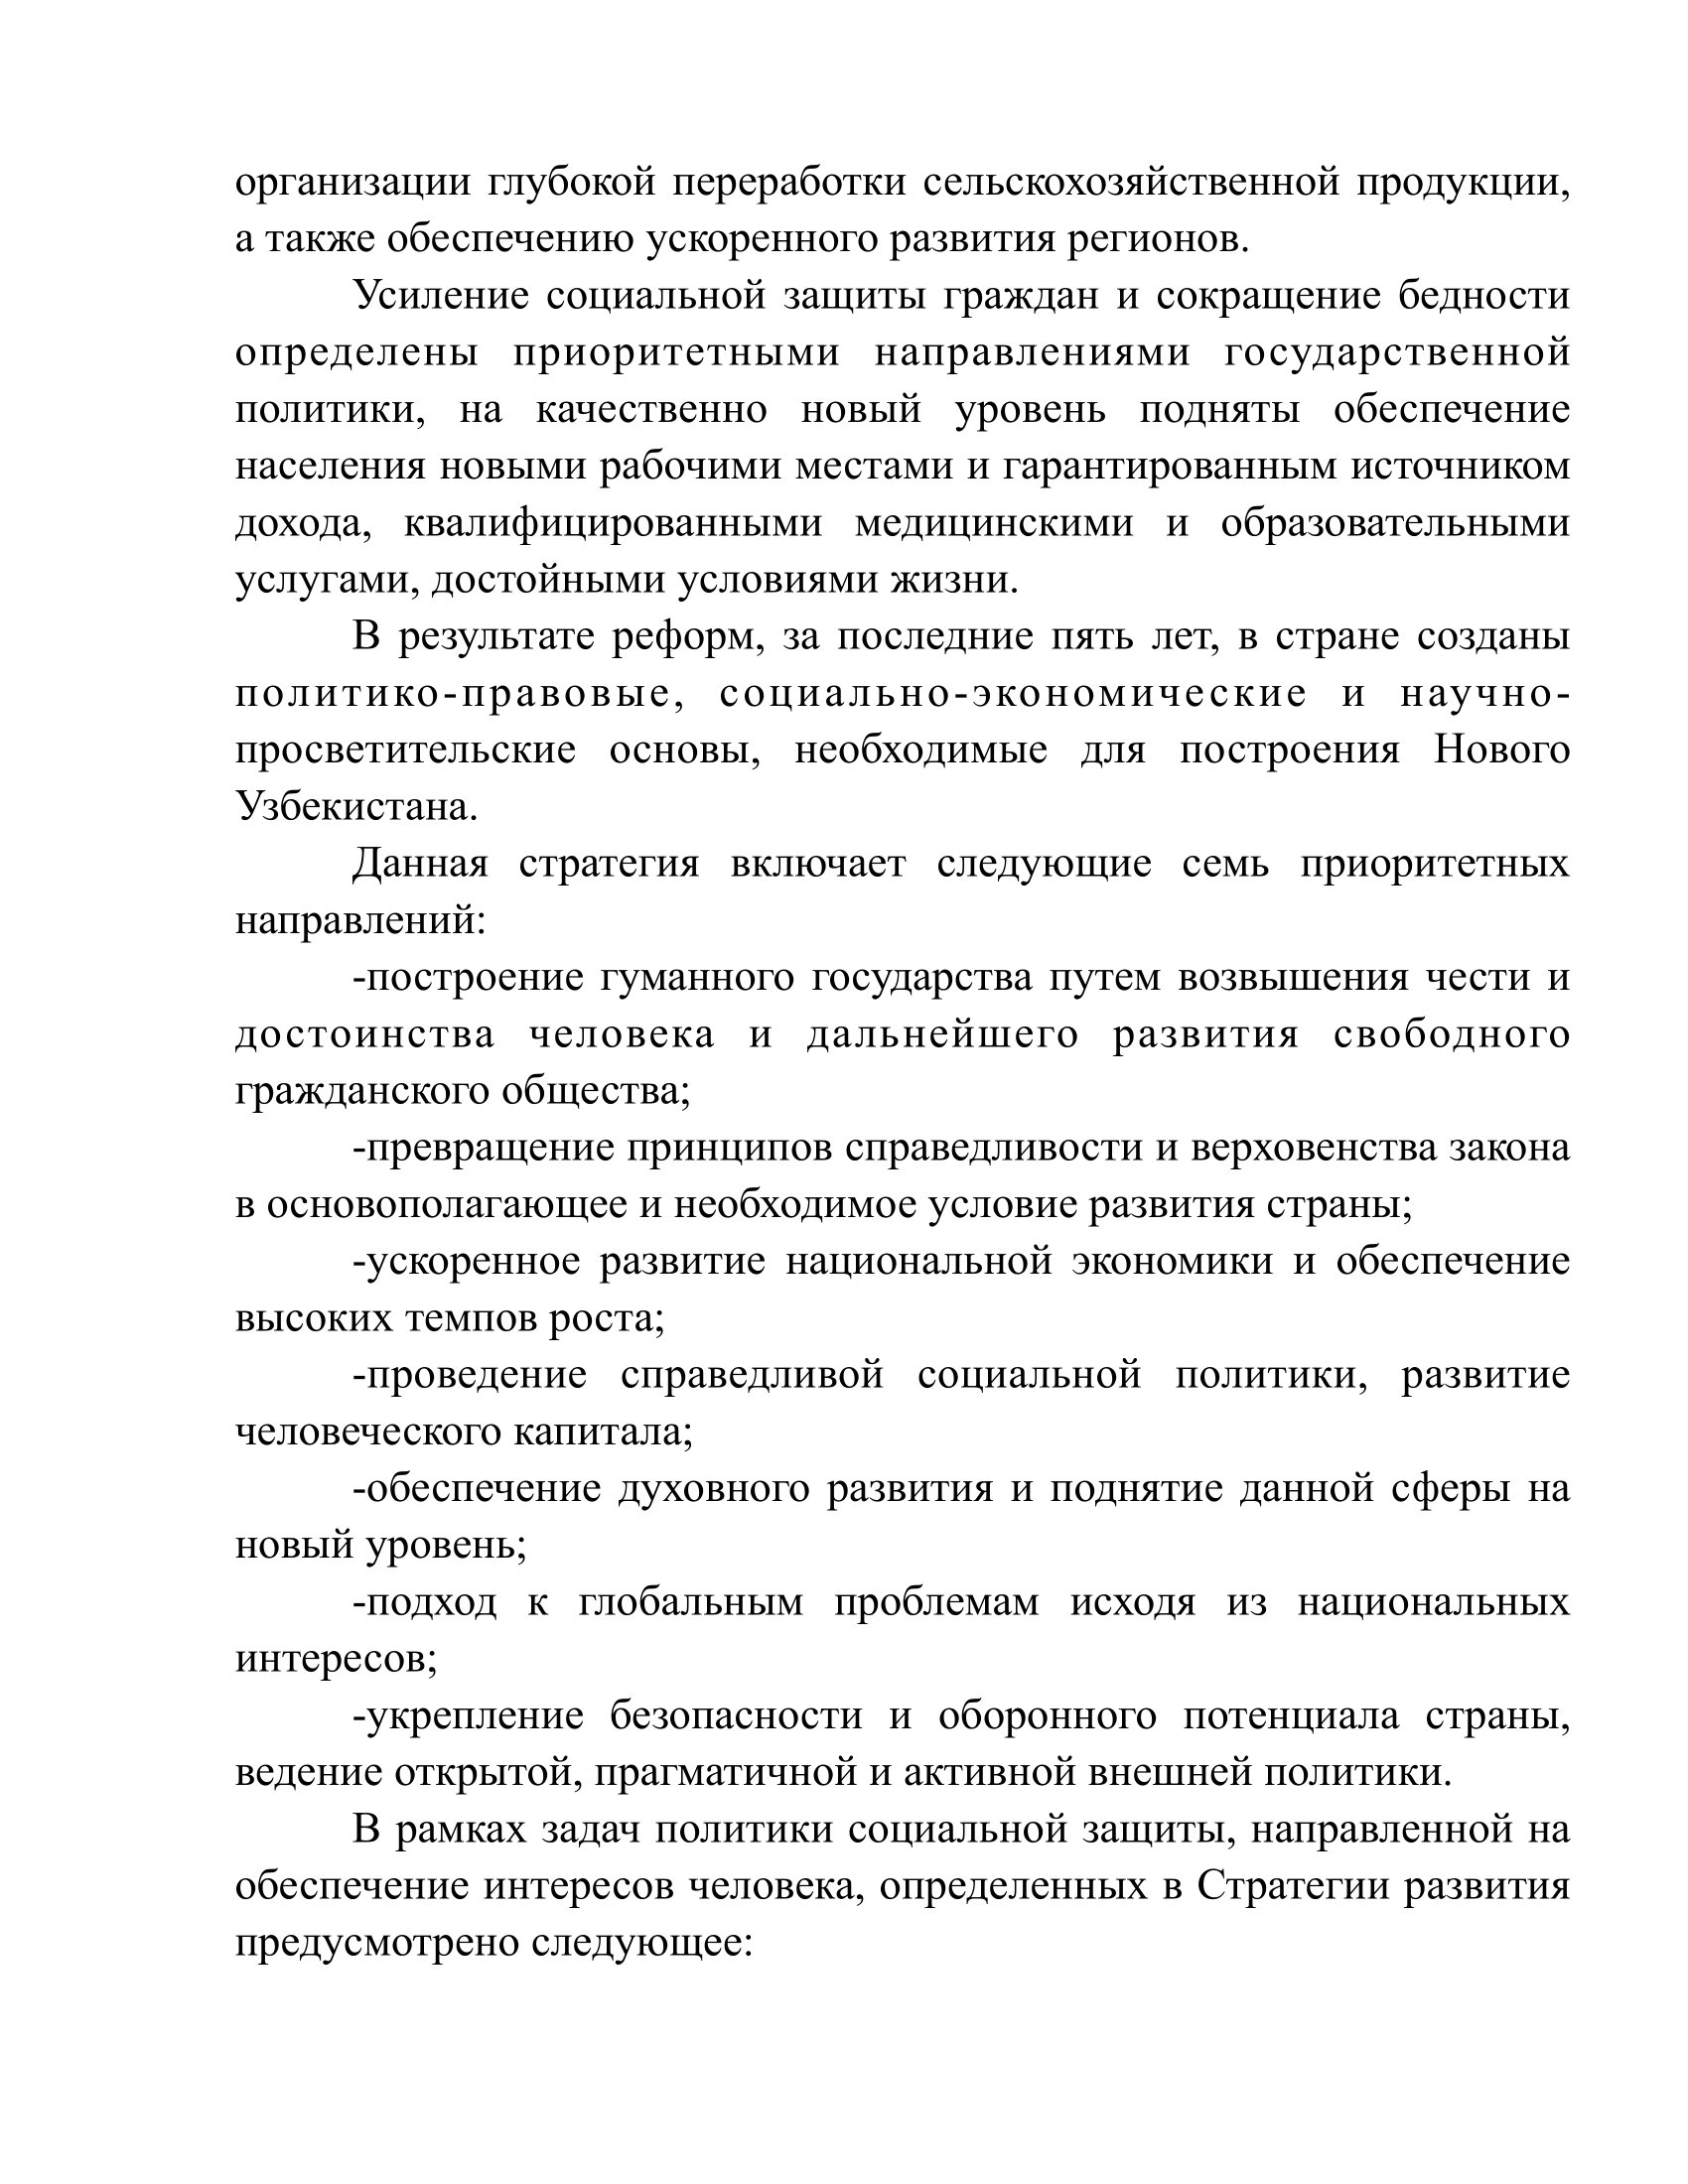 организации глубокой переработки сельскохозяйственной продукции,
а также обеспечению ускоренного развития регионов.
Усиление социальной защиты граждан и сокращение бедности
определены приоритетными направлениями государственной
политики, на качественно новый уровень подняты обеспечение
населения новыми рабочими местами и гарантированным источником
дохода, квалифицированными медицинскими и образовательными
услугами, достойными условиями жизни.
В результате реформ, за последние пять лет, в стране созданы
политико-правовые, социально-экономические и научно-
просветительские основы, необходимые для построения Нового
Узбекистана.
Данная стратегия включает следующие семь приоритетных
направлений:
-построение гуманного государства путем возвышения чести и
достоинства человека и дальнейшего развития свободного
гражданского общества;
-превращение принципов справедливости и верховенства закона
в основополагающее и необходимое условие развития страны;
-ускоренное развитие национальной экономики и обеспечение
высоких темпов роста;
-проведение справедливой социальной политики, развитие
человеческого капитала;
-обеспечение духовного развития и поднятие данной сферы на
новый уровень;
-подход к глобальным проблемам исходя из национальных
интересов;
-укрепление безопасности и оборонного потенциала страны,
ведение открытой, прагматичной и активной внешней политики.
В рамках задач политики социальной защиты, направленной на
обеспечение интересов человека, определенных в Стратегии развития
предусмотрено следующее: